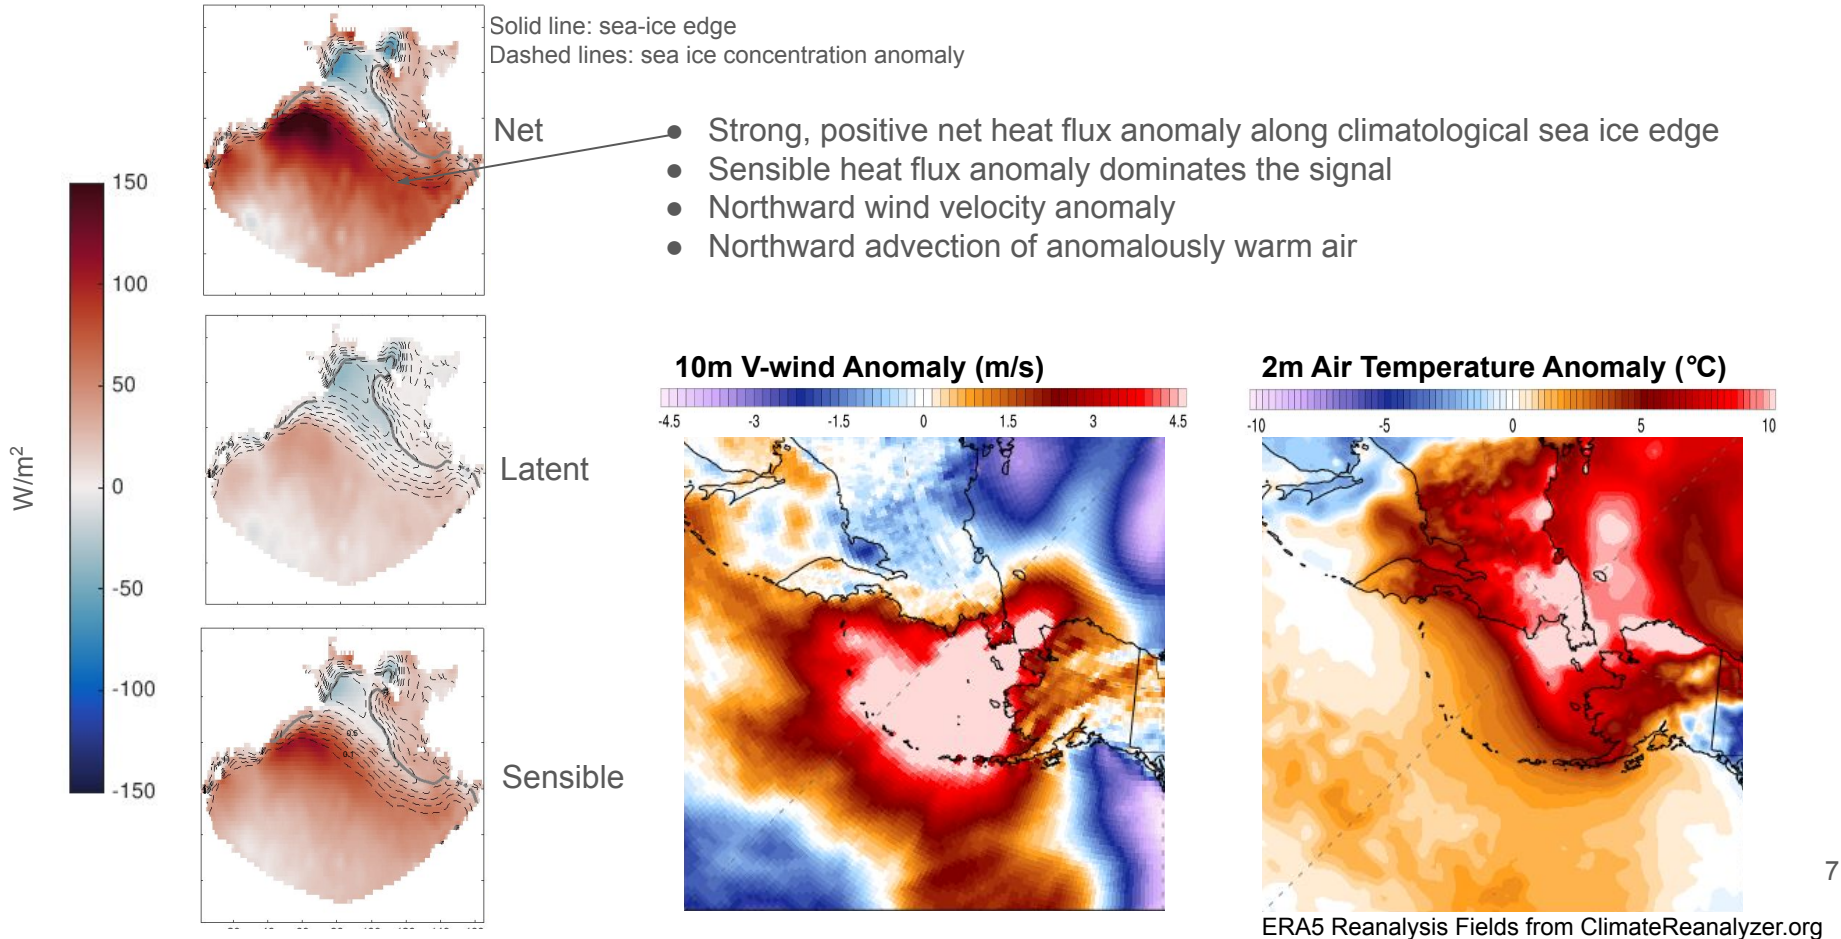 Solid line: sea-ice edge
Dashed lines: sea ice concentration anomaly
Net
● Strong, positive net heat flux anomaly along climatological sea ice edge
● Sensible heat flux anomaly dominates the signal
● Northward wind velocity anomaly
● Northward advection of anomalously warm air
150
100
50
0
-50
-100
-150
W/m²
Latent
Sensible
10m V-wind Anomaly (m/s)
-4.5 -3 -1.5 0 1.5 3 4.5
2m Air Temperature Anomaly (°C)
-10 -5 0 5 10
7
ERA5 Reanalysis Fields from ClimateReanalyzer.org